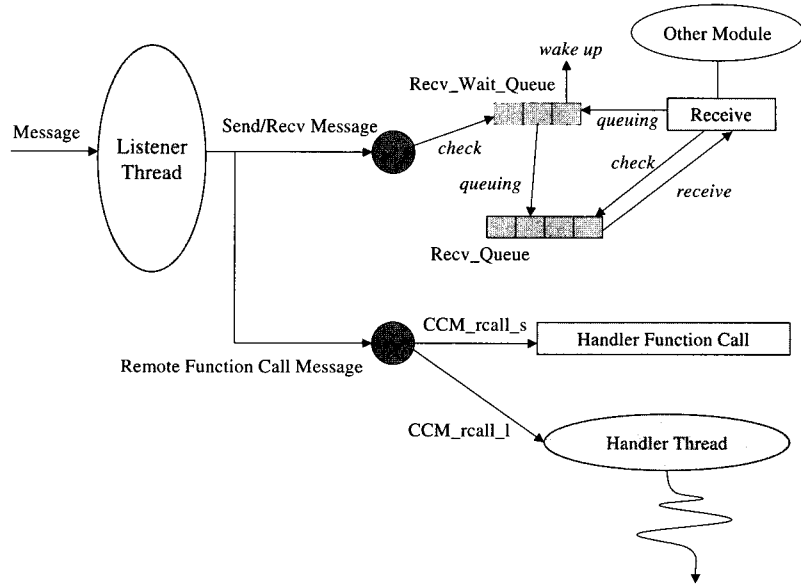 Other Module
wake up
Recv_Wait_Queue
Message
Listener
Thread
Send/Recv Message
check
queuing
Receive
queuing
check
receive
Recv_Queue
CCM_rcall_s
Handler Function Call
Remote Function Call Message
CCM_rcall_l
Handler Thread